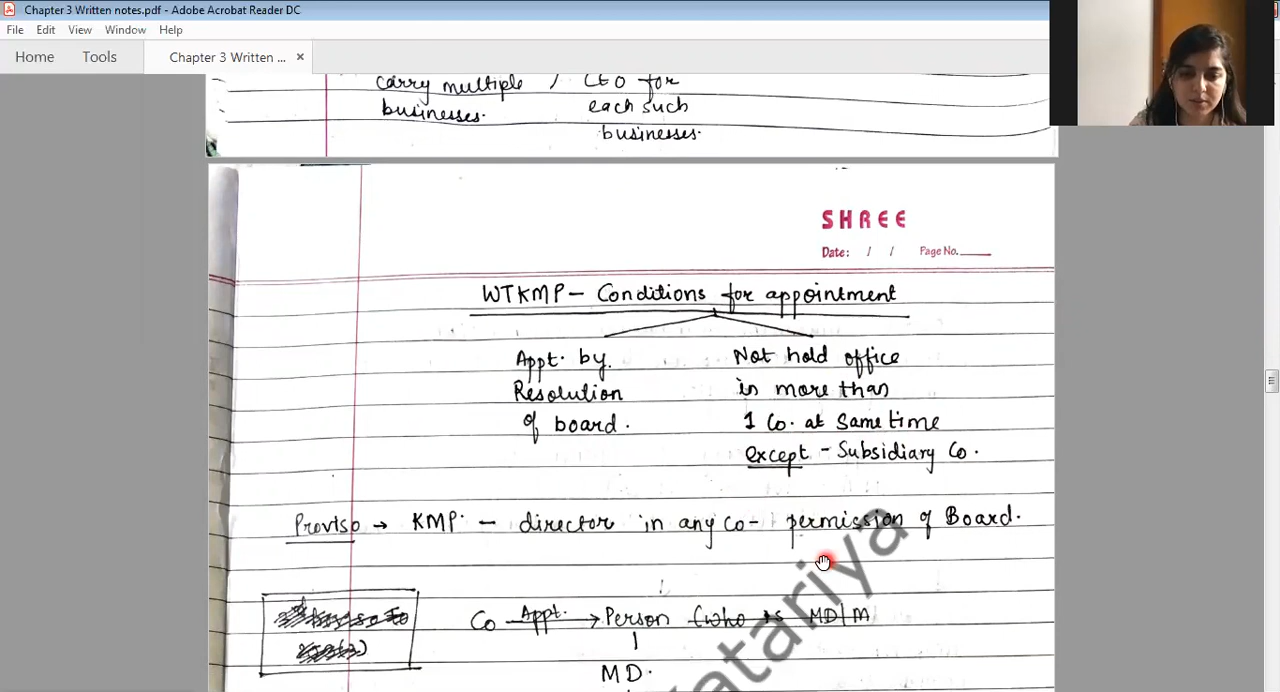 Chapter 3 Written notes.pdf - Adobe Acrobat Reader DC
File Edit View Window Help
Home Tools Chapter 3 Written ... ×
carry multiple ) CEO for
businesses. each such
businesses.
SHREE
Date: / / Page No.
WTKMP - Conditions for appointment
Appt. by Not hold office
Resolution in more than
of board. 1 Co. at same time
except - Subsidiary Co.
Proviso → KMP - director in any Co - permission of Board.
Co Appt. → Person (who is MD/M
MD.
atariya